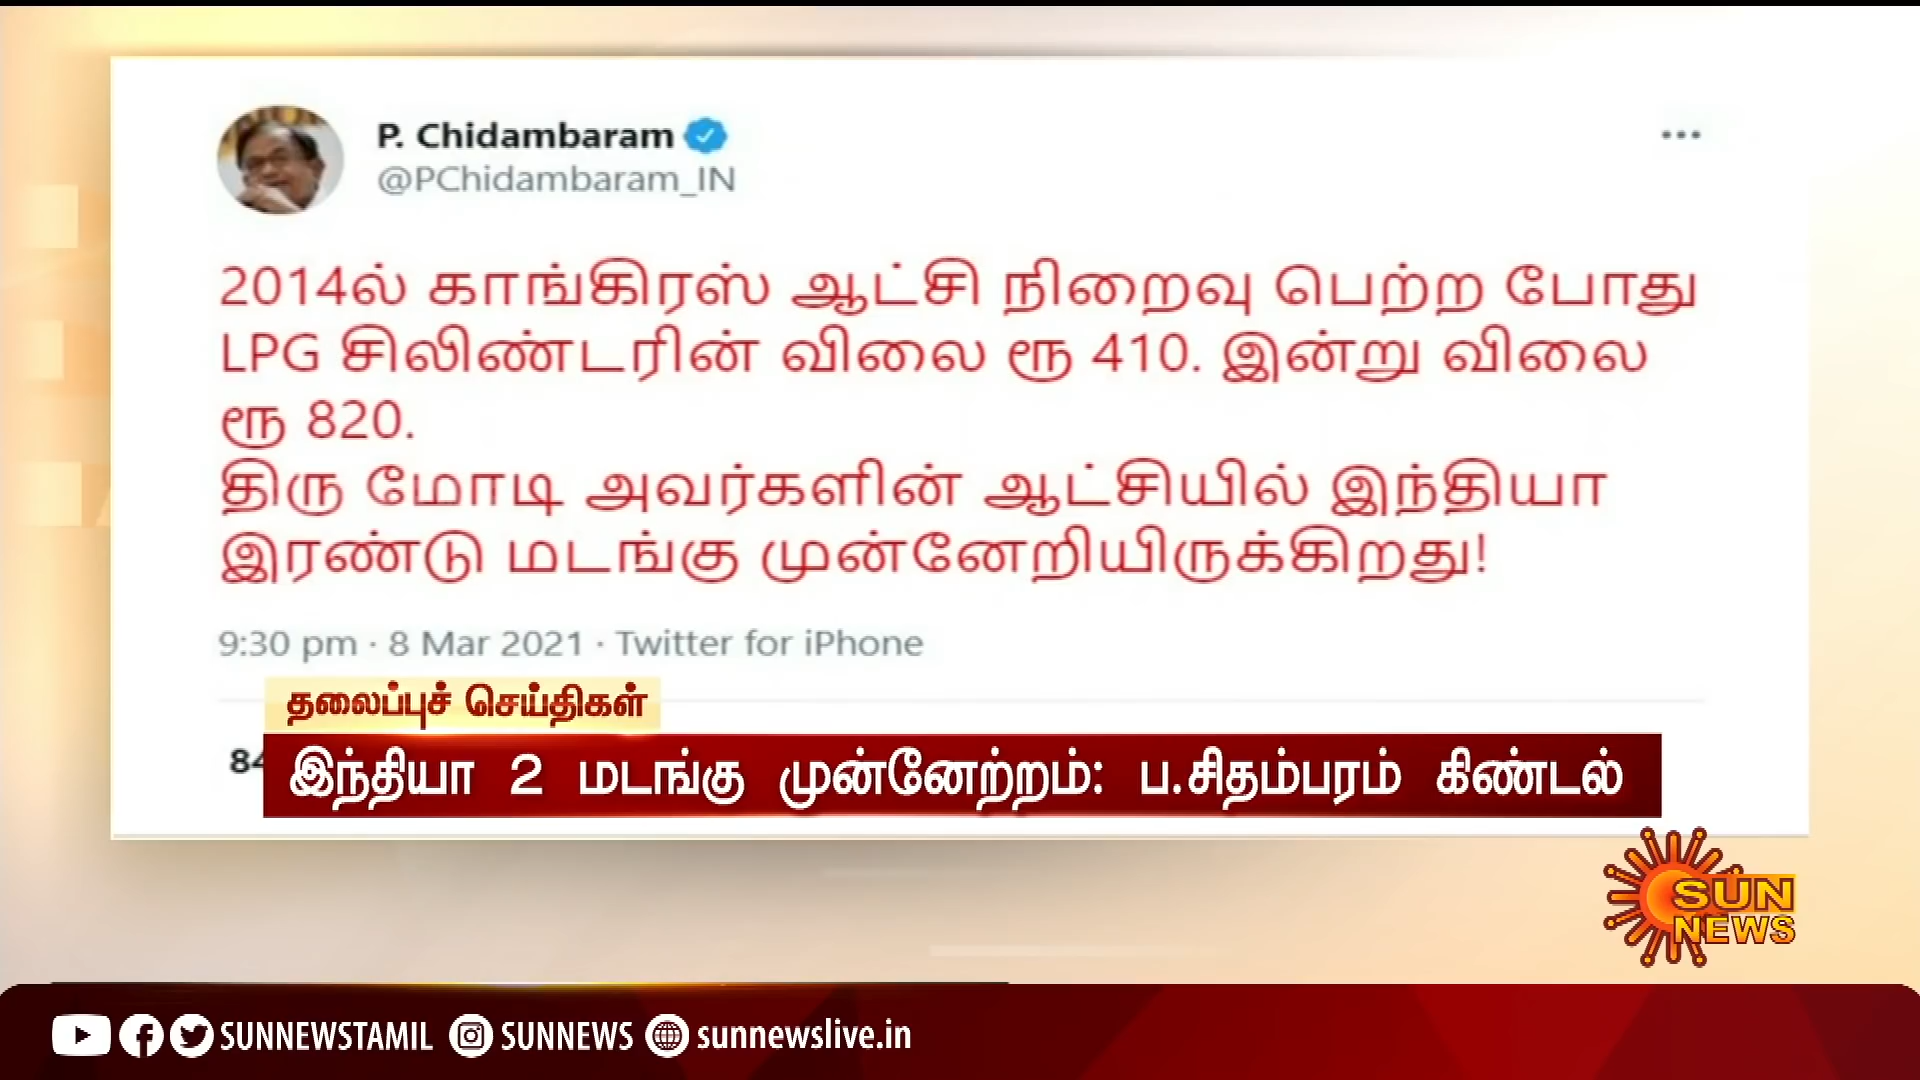 P. Chidambaram
@PChidambaram_IN
2014ல் காங்கிரஸ் ஆட்சி நிறைவு பெற்ற போது
LPG சிலிண்டரின் விலை ரூ 410. இன்று விலை
ரூ 820.
திரு மோடி அவர்களின் ஆட்சியில் இந்தியா
இரண்டு மடங்கு முன்னேறியிருக்கிறது!
9:30 pm · 8 Mar 2021 · Twitter for iPhone
தலைப்புச் செய்திகள்
இந்தியா 2 மடங்கு முன்னேற்றம்: ப.சிதம்பரம் கிண்டல்
SUN
NEWS
SUNNEWSTAMIL SUNNEWS sunnewslive.in